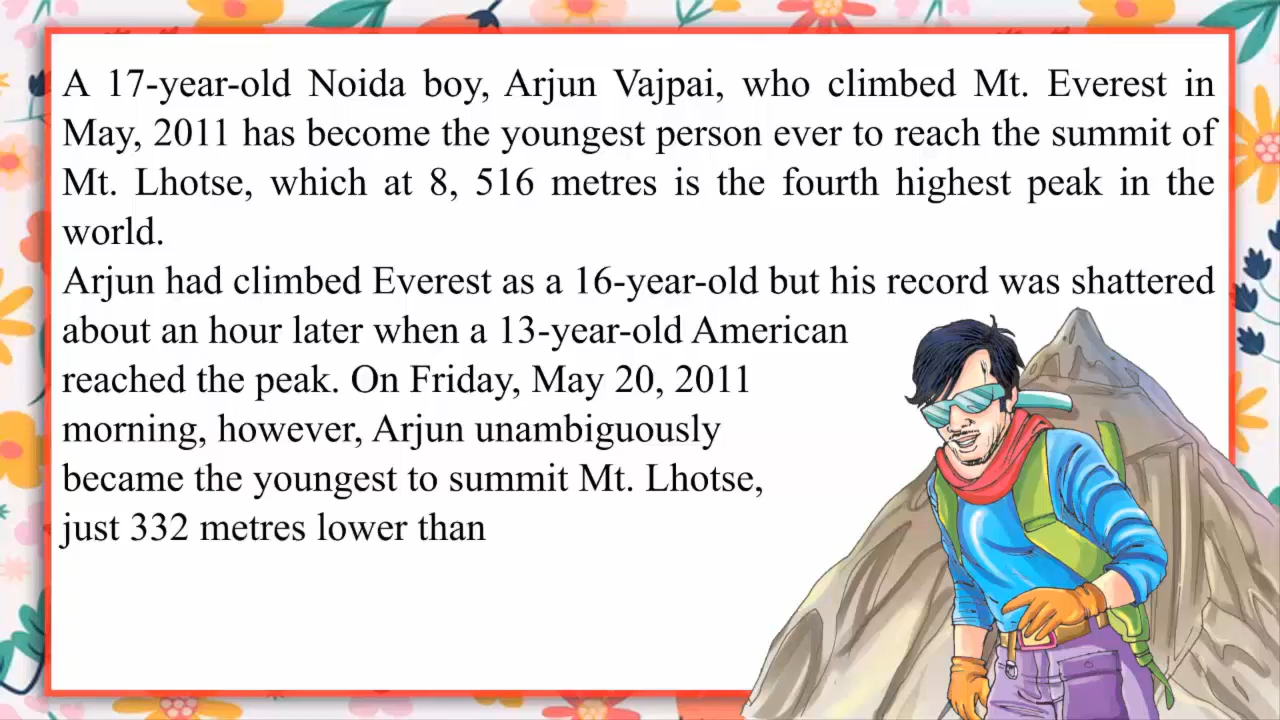 A 17-year-old Noida boy, Arjun Vajpai, who climbed Mt. Everest in
May, 2011 has become the youngest person ever to reach the summit of
Mt. Lhotse, which at 8, 516 metres is the fourth highest peak in the
world.
Arjun had climbed Everest as a 16-year-old but his record was shattered
about an hour later when a 13-year-old American
reached the peak. On Friday, May 20, 2011
morning, however, Arjun unambiguously
became the youngest to summit Mt. Lhotse,
just 332 metres lower than